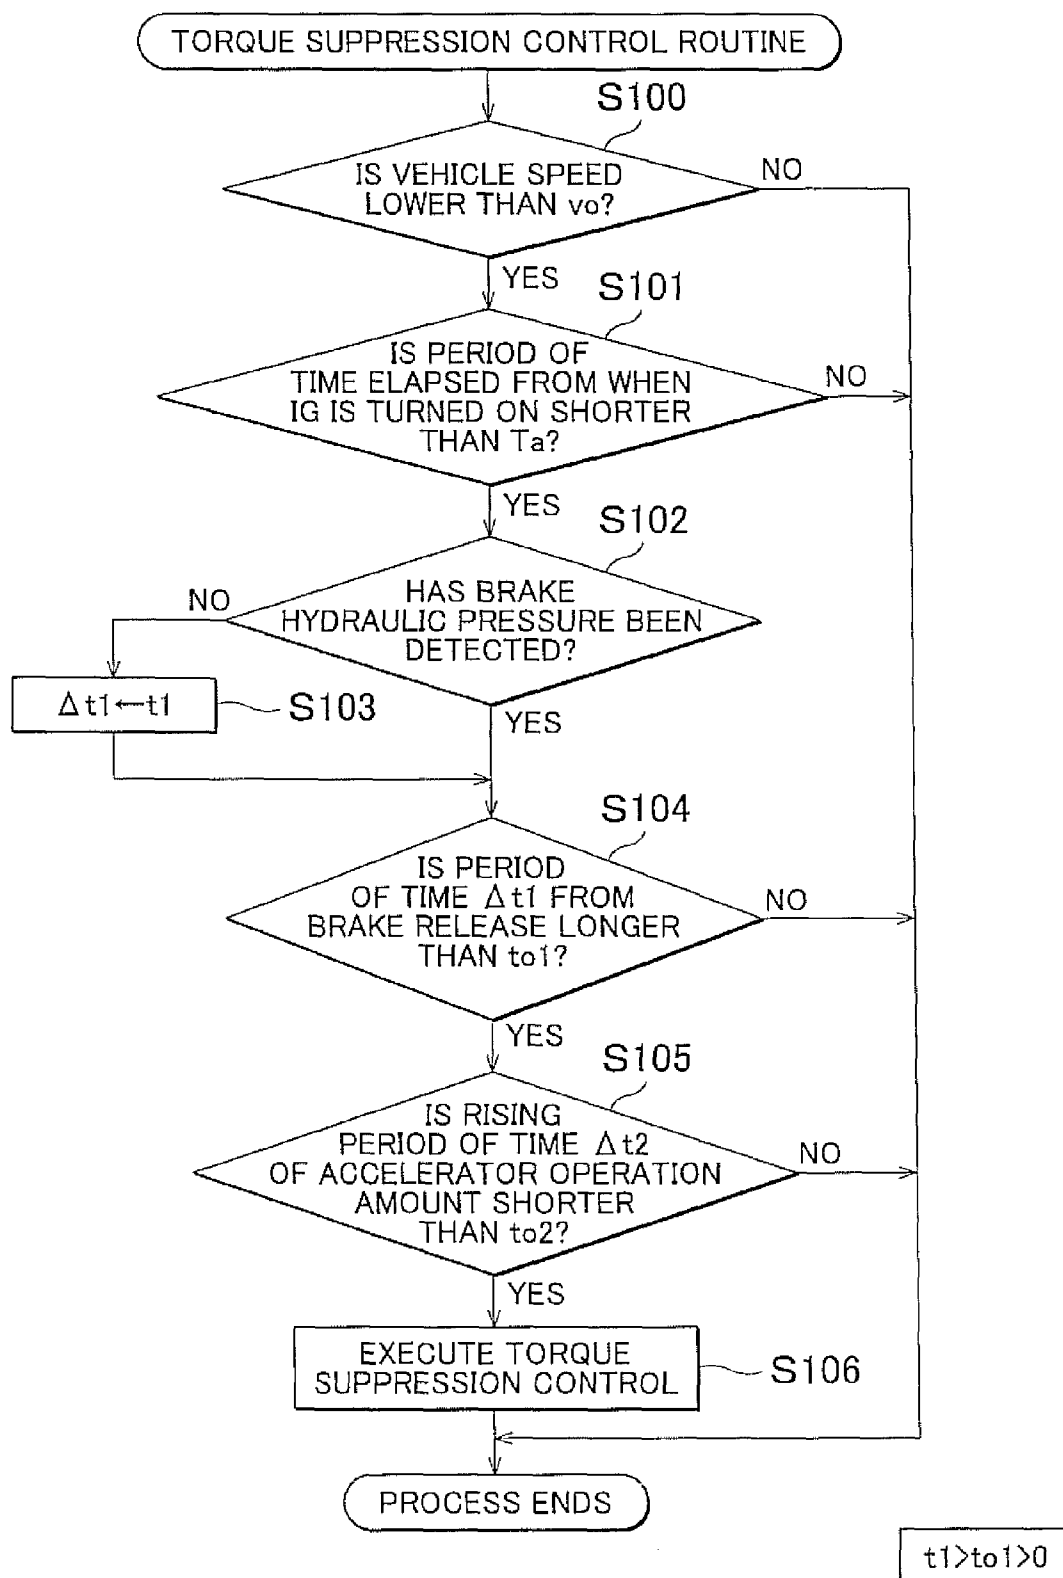 TORQUE SUPPRESSION CONTROL ROUTINE
S100
IS VEHICLE SPEED
LOWER THAN vo?
NO
YES
S101
IS PERIOD OF
TIME ELAPSED FROM WHEN
IG IS TURNED ON SHORTER
THAN Ta?
NO
YES
S102
HAS BRAKE
HYDRAULIC PRESSURE BEEN
DETECTED?
NO
YES
Δt1←t1
S103
S104
IS PERIOD
OF TIME Δt1 FROM
BRAKE RELEASE LONGER
THAN to1?
NO
YES
S105
IS RISING
PERIOD OF TIME Δt2
OF ACCELERATOR OPERATION
AMOUNT SHORTER
THAN to2?
NO
YES
EXECUTE TORQUE
SUPPRESSION CONTROL
S106
PROCESS ENDS
t1>to1>0